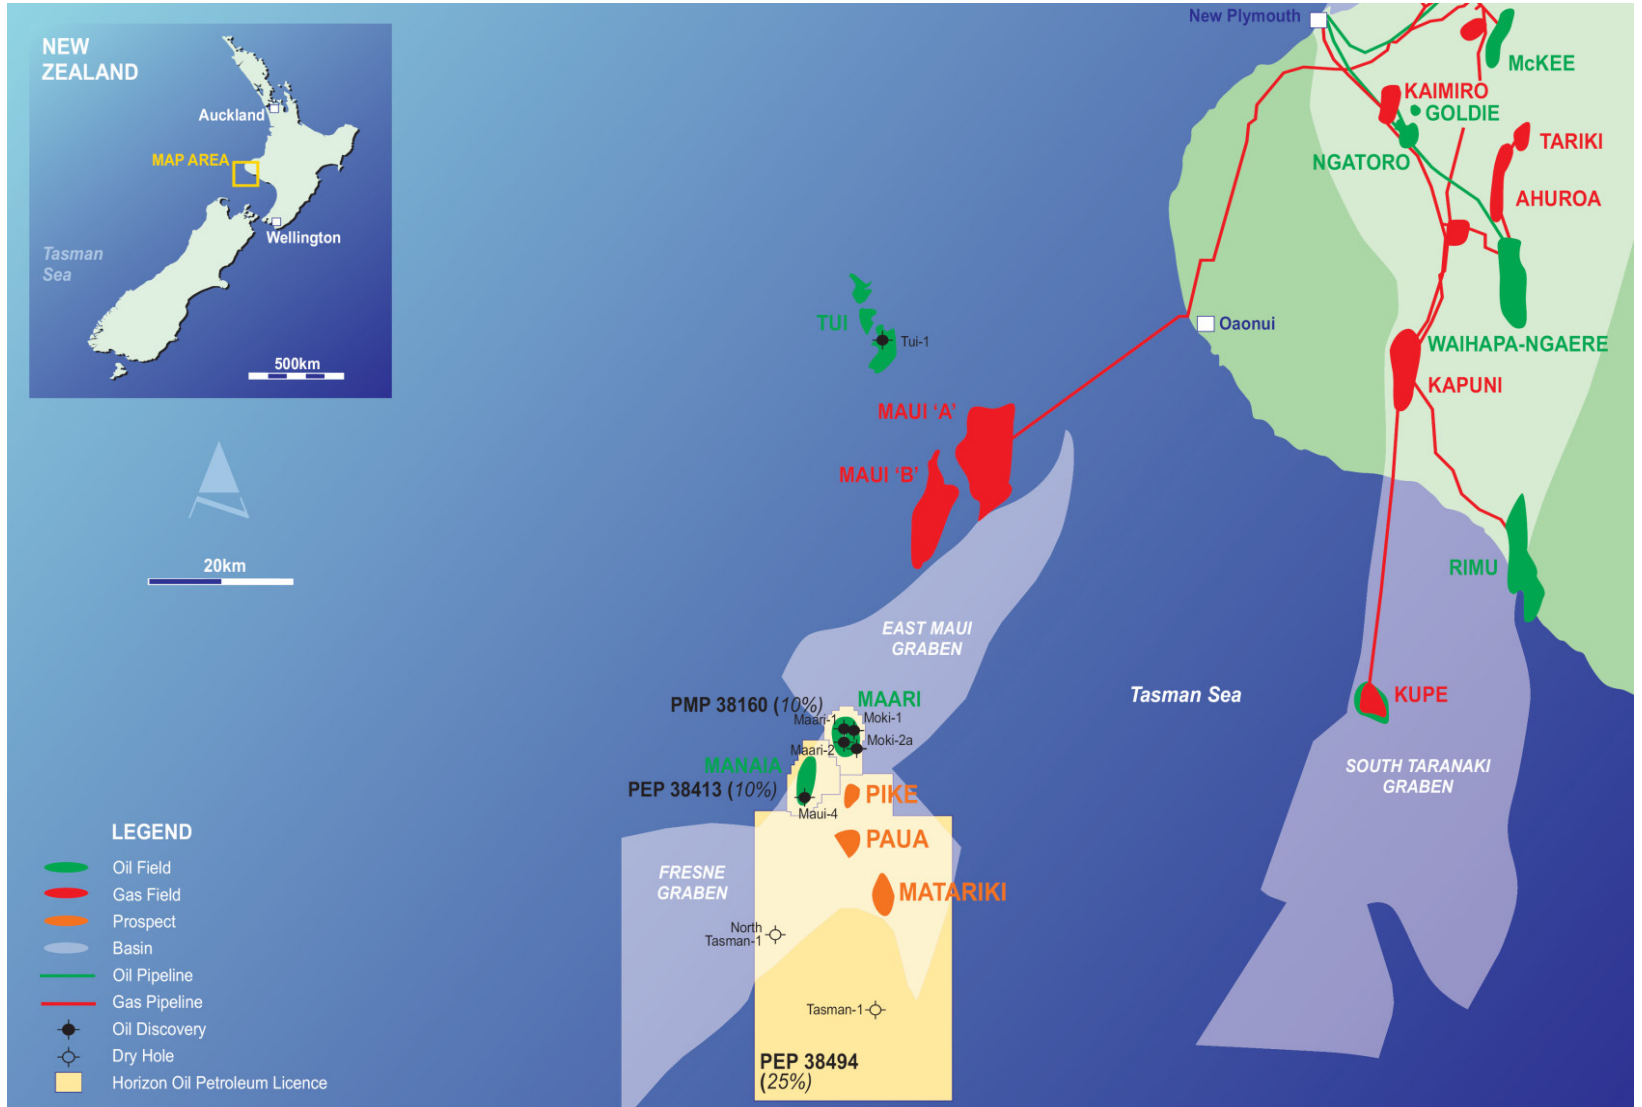 NEW
ZEALAND
Auckland
MAP AREA
Wellington
Tasman
Sea
500km
20km
New Plymouth
McKEE
KAIMIRO
GOLDIE
TARIKI
NGATORO
AHUROA
TUI
Tui-1
Oaonui
WAIHAPA-NGAERE
KAPUNI
MAUI ‘A’
MAUI ‘B’
RIMU
EAST MAUI
GRABEN
Tasman Sea
KUPE
MAARI
PMP 38160 (10%)
Maari-1
Moki-1
Maari-2
Moki-2a
MANAIA
PEP 38413 (10%)
Maui-4
PIKE
PAUA
MATARIKI
SOUTH TARANAKI
GRABEN
FRESNE
GRABEN
North
Tasman-1
Tasman-1
PEP 38494
(25%)
LEGEND
Oil Field
Gas Field
Prospect
Basin
Oil Pipeline
Gas Pipeline
Oil Discovery
Dry Hole
Horizon Oil Petroleum Licence